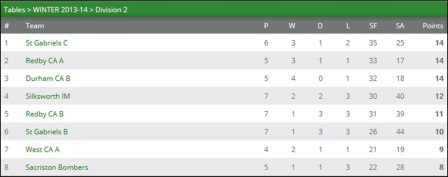 Tables > WINTER 2013-14 > Division 2
# Team P W D L SF SA Points
1 St Gabriels C 6 3 1 2 35 25 14
2 Redby CA A 5 3 1 1 33 17 14
3 Durham CA B 5 4 0 1 32 18 14
4 Silksworth IM 7 2 2 3 30 40 12
5 Redby CA B 7 1 3 3 31 39 11
6 St Gabriels B 7 1 3 3 26 44 10
7 West CA A 4 2 1 1 21 19 9
8 Sacriston Bombers 5 1 1 3 22 28 8